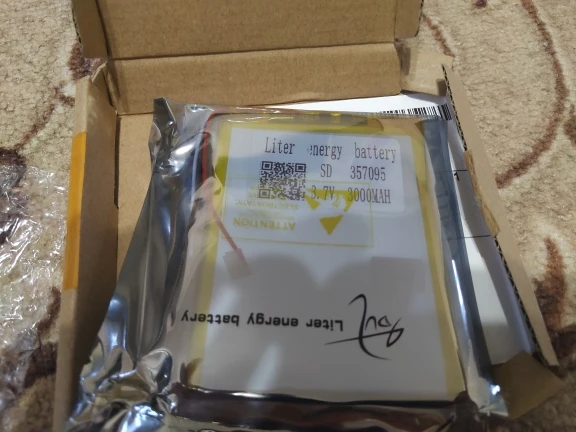 Liter energy battery
SD 357095
3.7V 3000MAH
ATTENTION
Liter energy battery